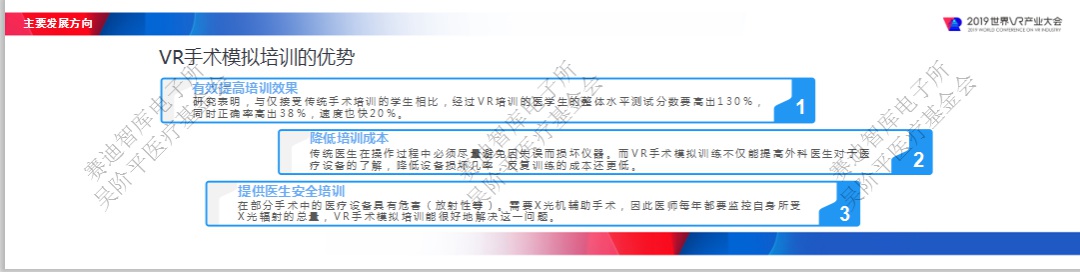 主要发展方向
2019世界VR产业大会
2019 WORLD CONFERENCE ON VR INDUSTRY
VR手术模拟培训的优势
有效提高培训效果
研究表明，与仅接受传统手术培训的学生相比，经过VR培训的医学生的整体水平测试分数要高出130%，
同时正确率高出38%，速度也快20%。
1
降低培训成本
传统医生在操作过程中必须尽量避免因失误而损坏仪器。而VR手术模拟训练不仅能提高外科医生对于医
疗设备的了解，降低设备损坏几率，反复训练的成本还更低。
2
提供医生安全培训
在部分手术中的医疗设备具有危害（放射性等）。需要X光机辅助手术，因此医师每年都要监控自身所受
X光辐射的总量，VR手术模拟培训能很好地解决这一问题。
3
赛迪智库电子所
吴阶平医疗基金会
赛迪智库电子所
吴阶平医疗基金会
赛迪智库电子所
吴阶平医疗基金会